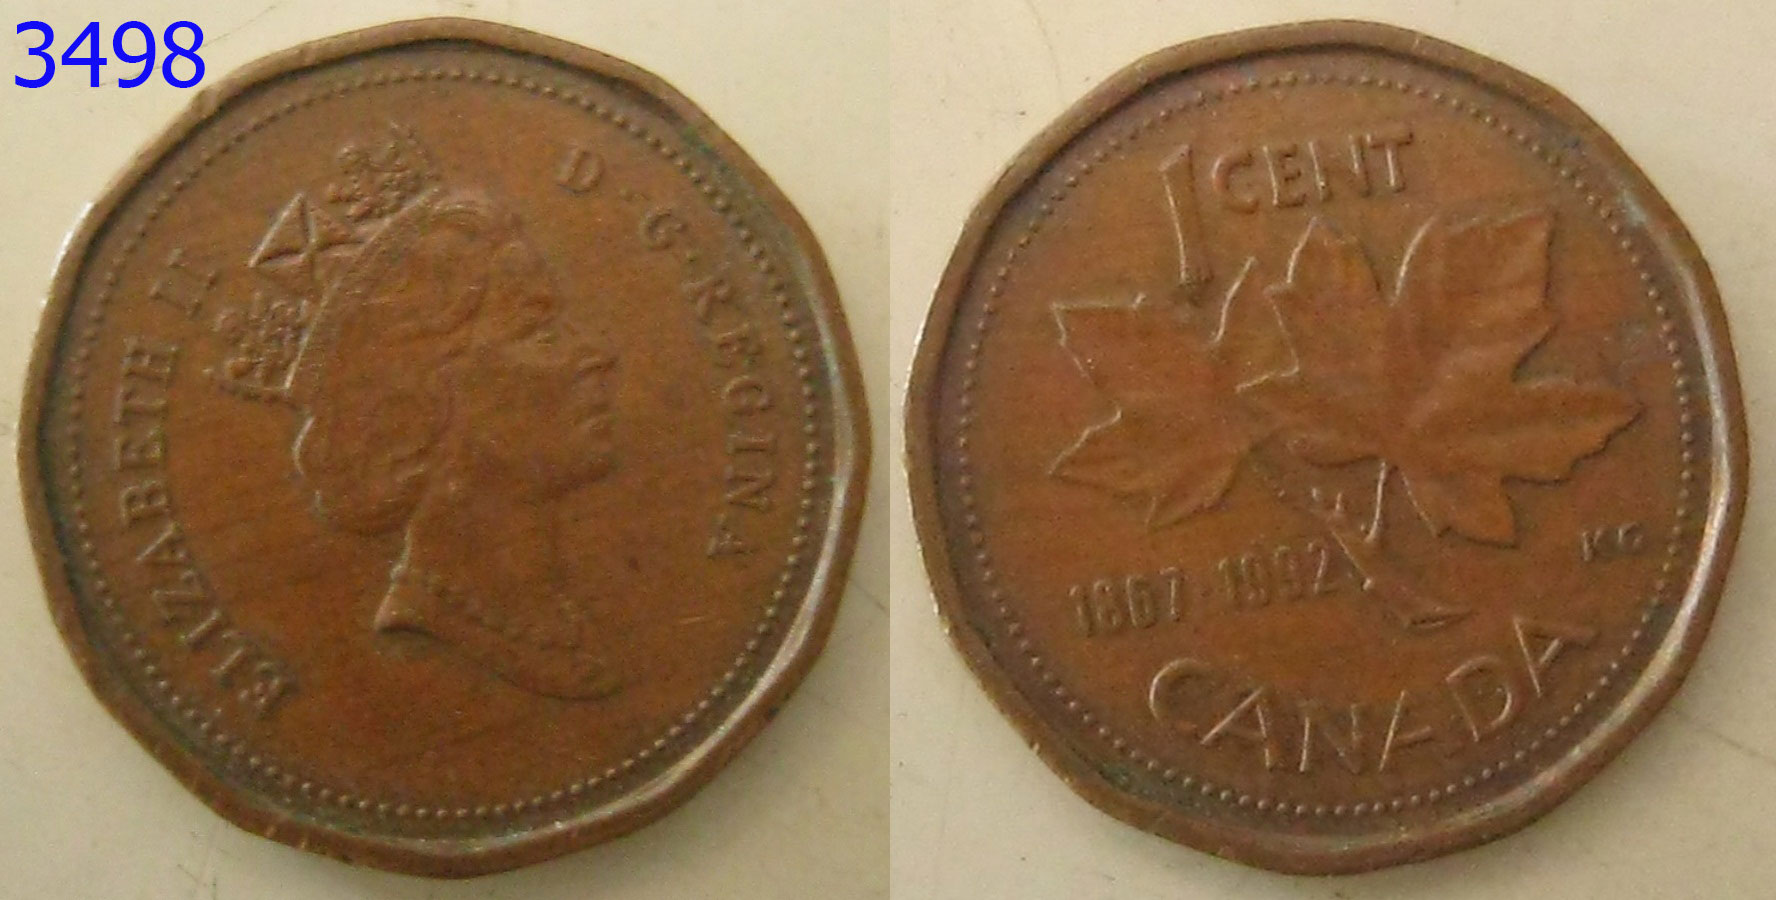 3498
ELIZABETH II D·G·REGINA
1 CENT
KG
1867·1992
CANADA